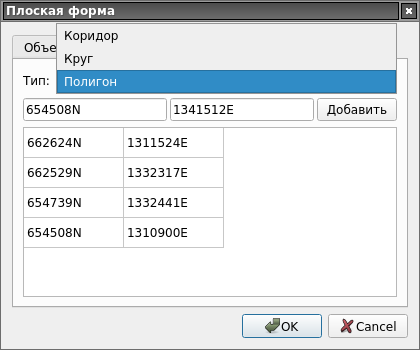 Плоская форма
Коридор
Объе
Круг
Тип:
Полигон
654508N 1341512E Добавить
662624N 1311524E
662529N 1332317E
654739N 1332441E
654508N 1310900E
OK Cancel